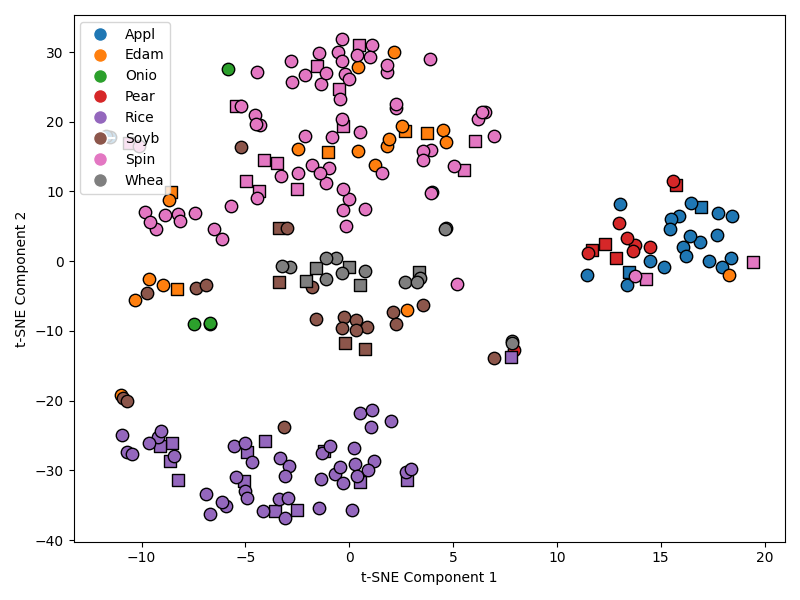 Appl
Edam
Onio
Pear
Rice
Soyb
Spin
Whea
30
20
10
0
−10
−20
−30
−40
t-SNE Component 2
−10
−5
0
5
10
15
20
t-SNE Component 1